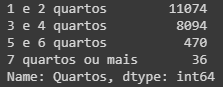 1 e 2 quartos 11074
3 e 4 quartos 8094
5 e 6 quartos 470
7 quartos ou mais 36
Name: Quartos, dtype: int64